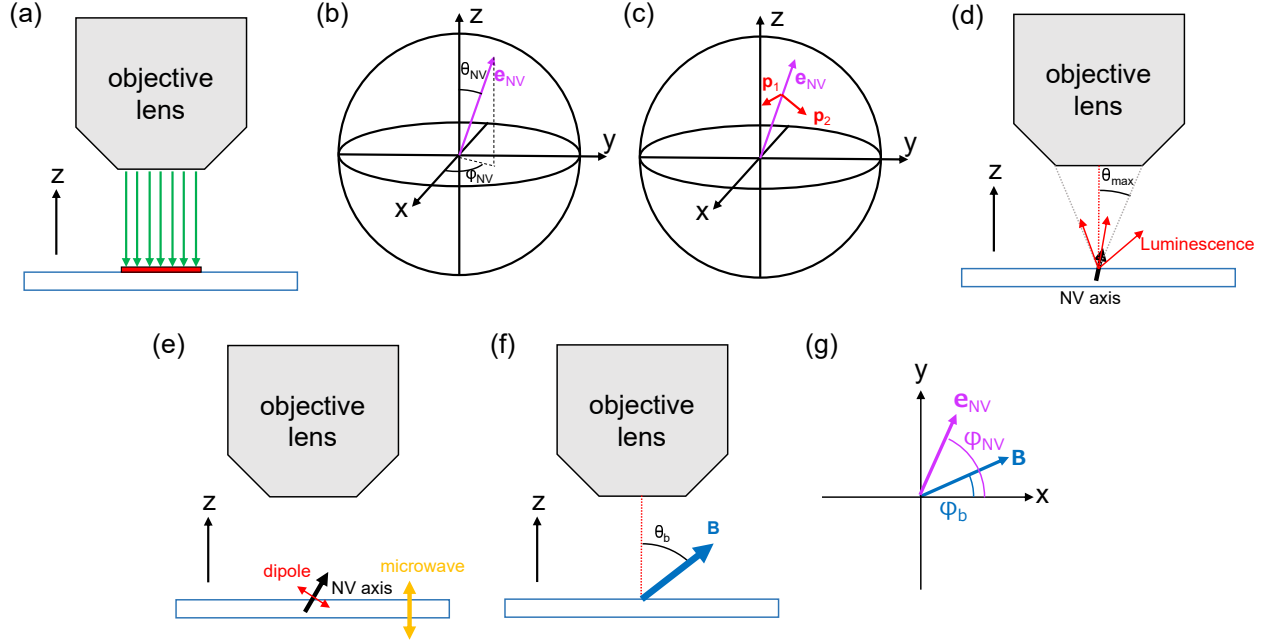 (a)
objective
lens
z
(b)
z
θNV
eNV
y
φNV
x
(c)
z
eNV
p1
p2
y
x
(d)
objective
lens
z
θmax
Luminescence
NV axis
(e)
objective
lens
z
dipole
NV axis
microwave
(f)
objective
lens
z
θb
B
(g)
y
eNV
φNV
B
x
φb